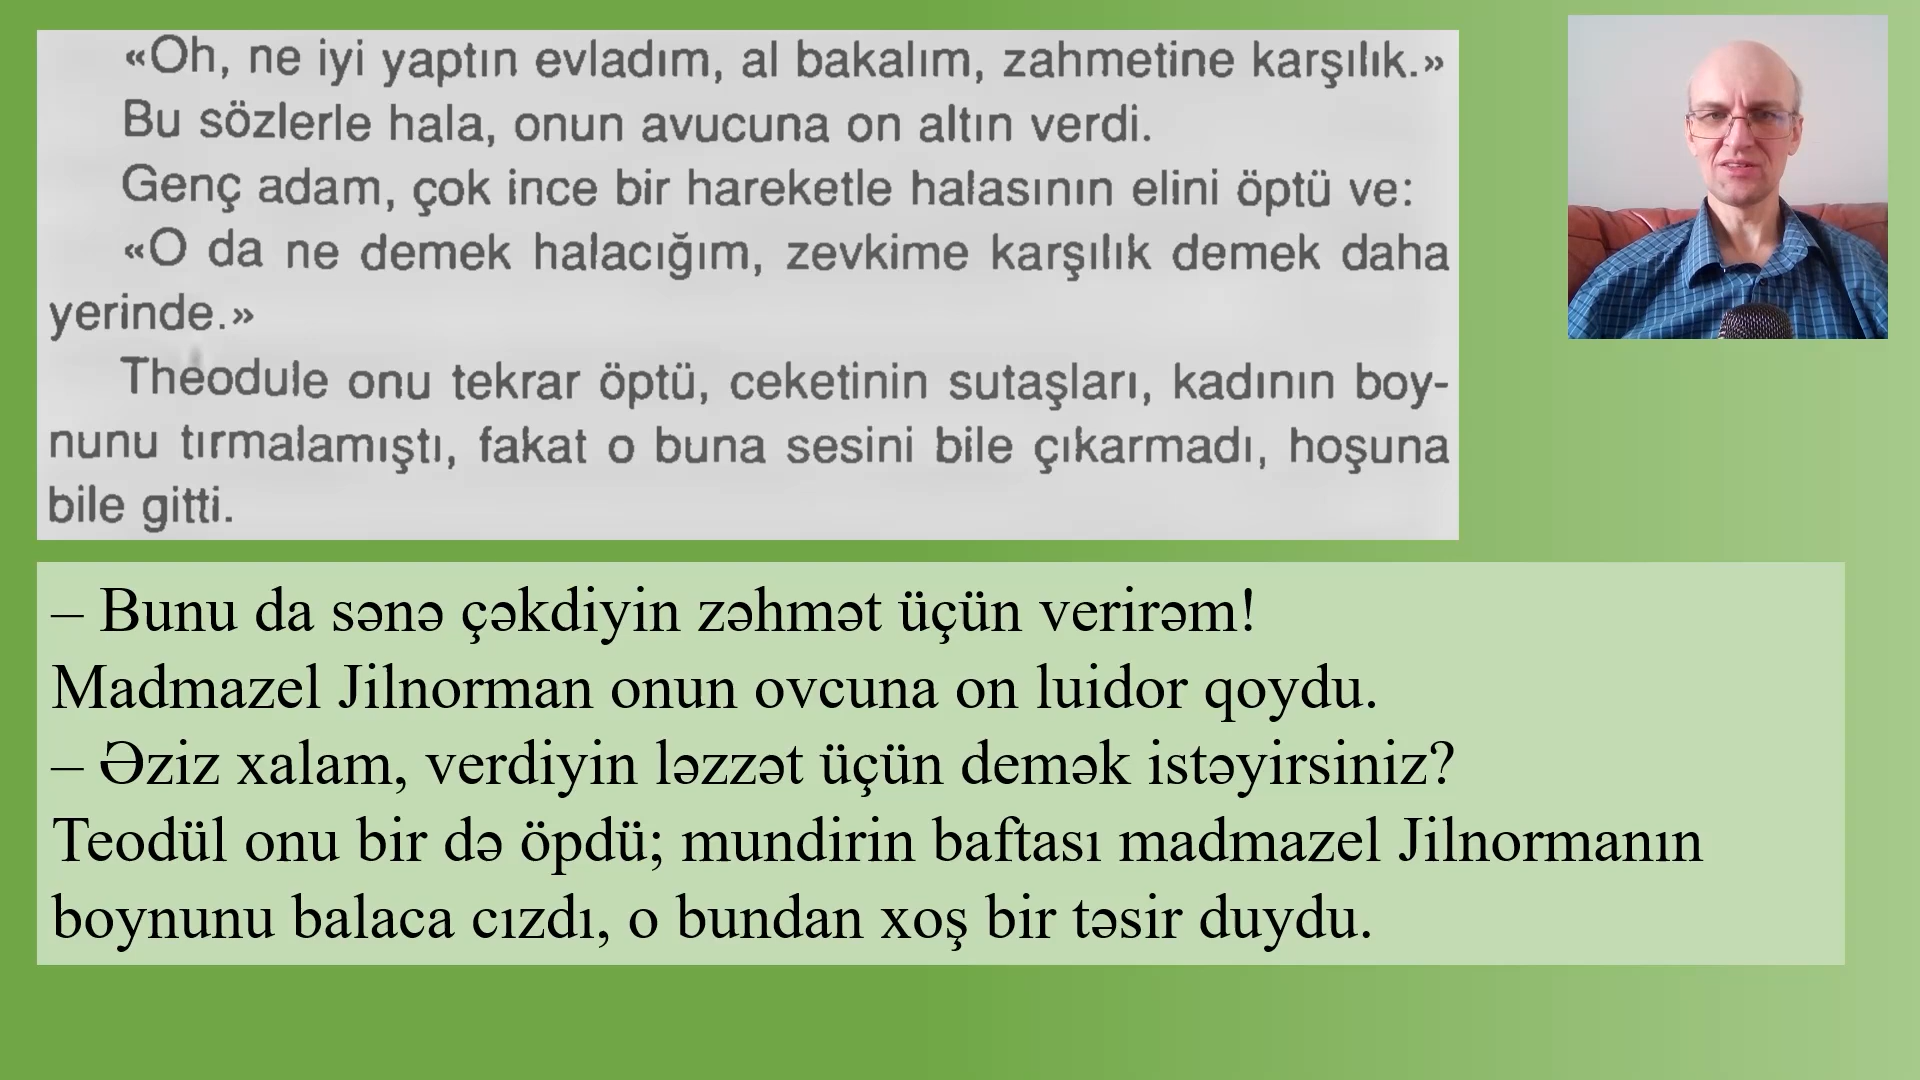 «Oh, ne iyi yaptın evladım, al bakalım, zahmetine karşılık.»
Bu sözlerle hala, onun avucuna on altın verdi.
Genç adam, çok ince bir hareketle halasının elini öptü ve:
«O da ne demek halacığım, zevkime karşılık demek daha
yerinde.»
Theodule onu tekrar öptü, ceketinin sutaşları, kadının boy-
nunu tırmalamıştı, fakat o buna sesini bile çıkarmadı, hoşuna
bile gitti.
– Bunu da sənə çəkdiyin zəhmət üçün verirəm!
Madmazel Jilnorman onun ovcuna on luidor qoydu.
– Əziz xalam, verdiyin ləzzət üçün demək istəyirsiniz?
Teodül onu bir də öpdü; mundirin baftası madmazel Jilnormanın
boynunu balaca cızdı, o bundan xoş bir təsir duydu.